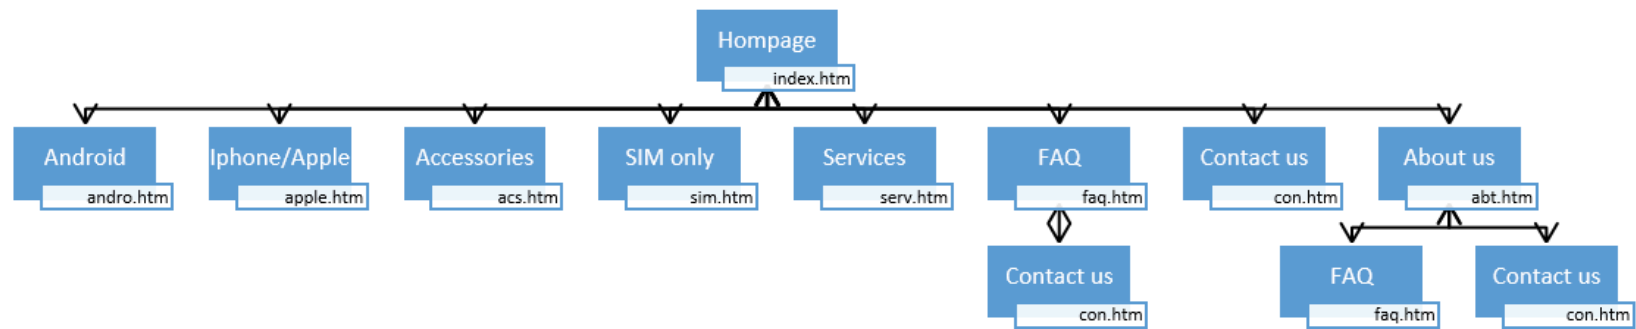 Hompage
index.htm
Android
andro.htm
Iphone/Apple
apple.htm
Accessories
acs.htm
SIM only
sim.htm
Services
serv.htm
FAQ
faq.htm
Contact us
con.htm
About us
abt.htm
Contact us
con.htm
FAQ
faq.htm
Contact us
con.htm